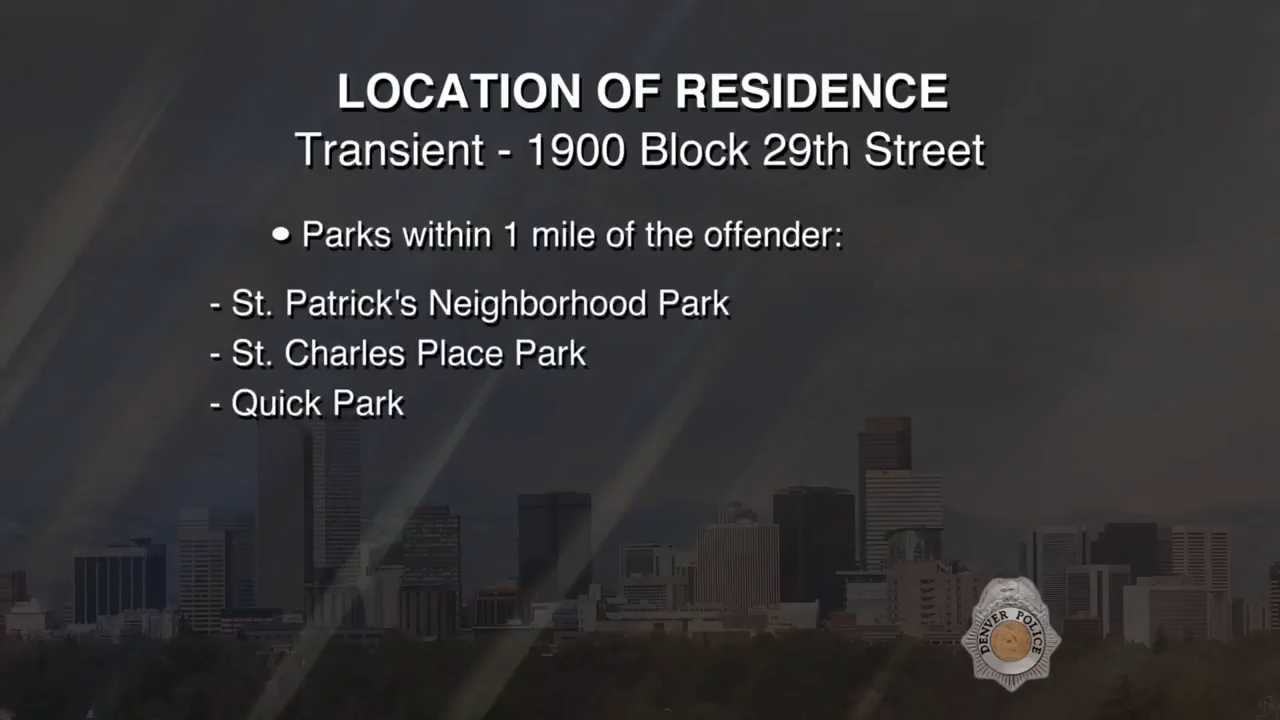 LOCATION OF RESIDENCE
Transient - 1900 Block 29th Street
• Parks within 1 mile of the offender:
- St. Patrick's Neighborhood Park
- St. Charles Place Park
- Quick Park
DENVER POLICE